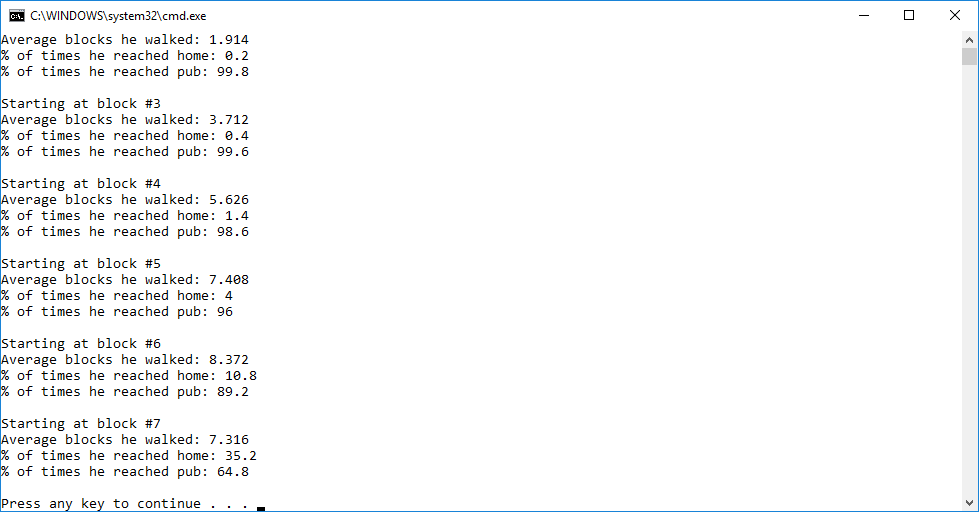 C:\WINDOWS\system32\cmd.exe
Average blocks he walked: 1.914
% of times he reached home: 0.2
% of times he reached pub: 99.8
Starting at block #3
Average blocks he walked: 3.712
% of times he reached home: 0.4
% of times he reached pub: 99.6
Starting at block #4
Average blocks he walked: 5.626
% of times he reached home: 1.4
% of times he reached pub: 98.6
Starting at block #5
Average blocks he walked: 7.408
% of times he reached home: 4
% of times he reached pub: 96
Starting at block #6
Average blocks he walked: 8.372
% of times he reached home: 10.8
% of times he reached pub: 89.2
Starting at block #7
Average blocks he walked: 7.316
% of times he reached home: 35.2
% of times he reached pub: 64.8
Press any key to continue . . .